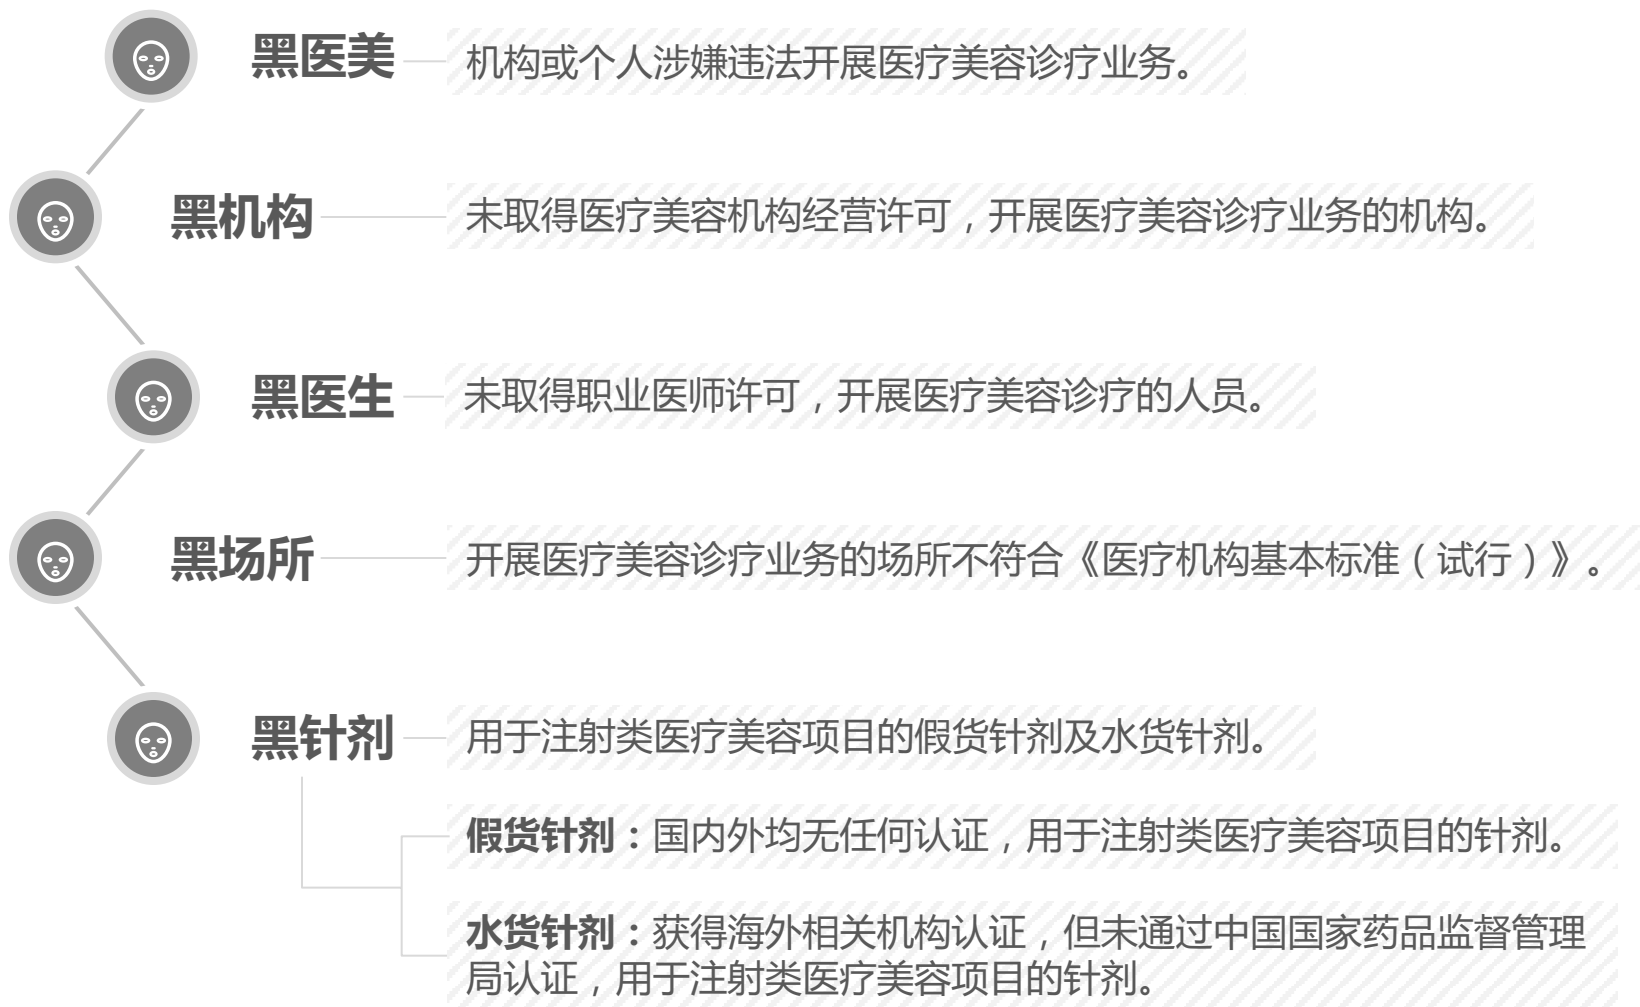 黑医美 机构或个人涉嫌违法开展医疗美容诊疗业务。
黑机构 未取得医疗美容机构经营许可，开展医疗美容诊疗业务的机构。
黑医生 未取得职业医师许可，开展医疗美容诊疗的人员。
黑场所 开展医疗美容诊疗业务的场所不符合《医疗机构基本标准（试行）》。
黑针剂 用于注射类医疗美容项目的假货针剂及水货针剂。
假货针剂：国内外均无任何认证，用于注射类医疗美容项目的针剂。
水货针剂：获得海外相关机构认证，但未通过中国国家药品监督管理
局认证，用于注射类医疗美容项目的针剂。